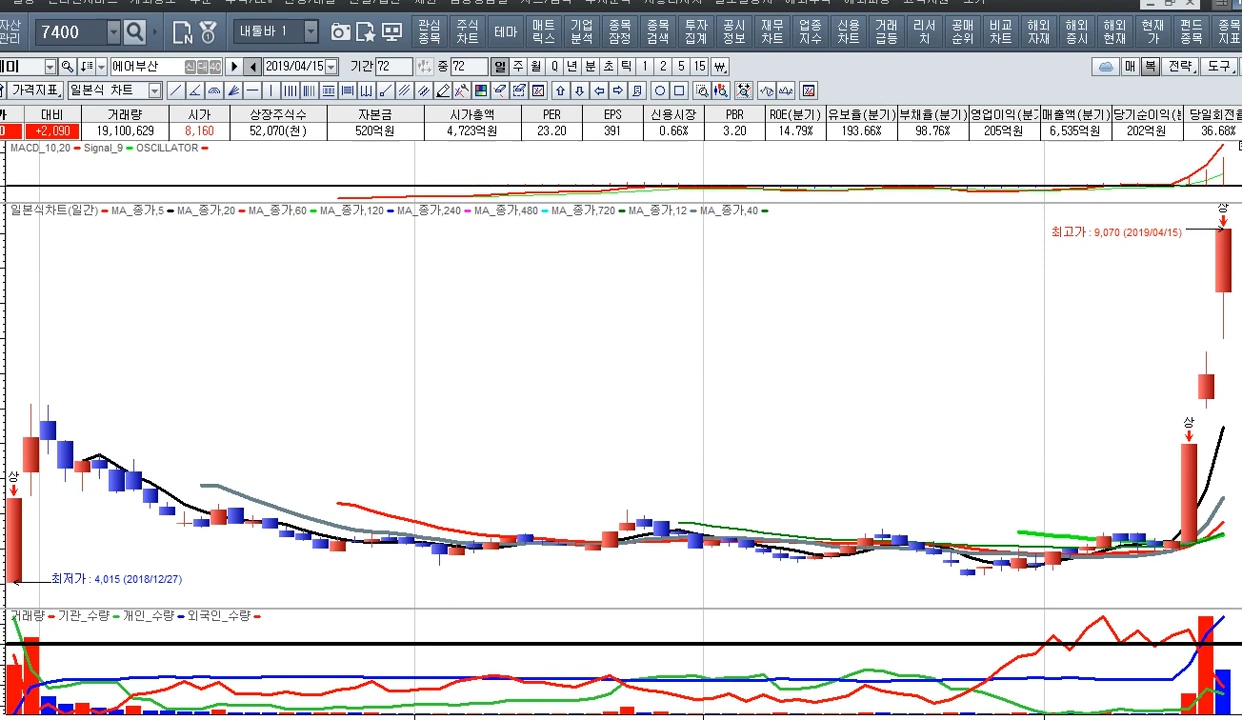 자산 관리
7400
내툴바 1
관심 종목
주식 차트
테마
매트 릭스
기업 분석
종목 잠정
종목 검색
투자 집계
공시 정보
재무 차트
업종 지수
신용 차트
거래 급등
리서 치
공매 순위
비교 차트
해외 자재
해외 증시
해외 현재
현재 가
펀드 종목
종목 지표
에어부산 신 대 40 2019/04/15 기간 72 중 72 일 주 월 Q 년 분 초 틱 1 2 5 15 매 복 전략 도구
가격지표 일본식 차트
대비 거래량 시가 상장주식수 자본금 시가총액 PER EPS 신용시장 PBR ROE(분기) 유보율(분기) 부채율(분기) 영업이익(분기 매출액(분기) 당기순이익(분 당일회전율
+2,090 19,100,629 8,160 52,070(천) 520억원 4,723억원 23.20 391 0.66% 3.20 14.79% 193.66% 98.76% 205억원 6,535억원 202억원 36.68%
MACD_10,20 Signal_9 OSCILLATOR
일본식차트(일간) MA_종가,5 MA_종가,20 MA_종가,60 MA_종가,120 MA_종가,240 MA_종가,480 MA_종가,720 MA_종가,12 MA_종가,40
상
최고가 : 9,070 (2019/04/15)
상
상
최저가 : 4,015 (2018/12/27)
거래량 기관_수량 개인_수량 외국인_수량